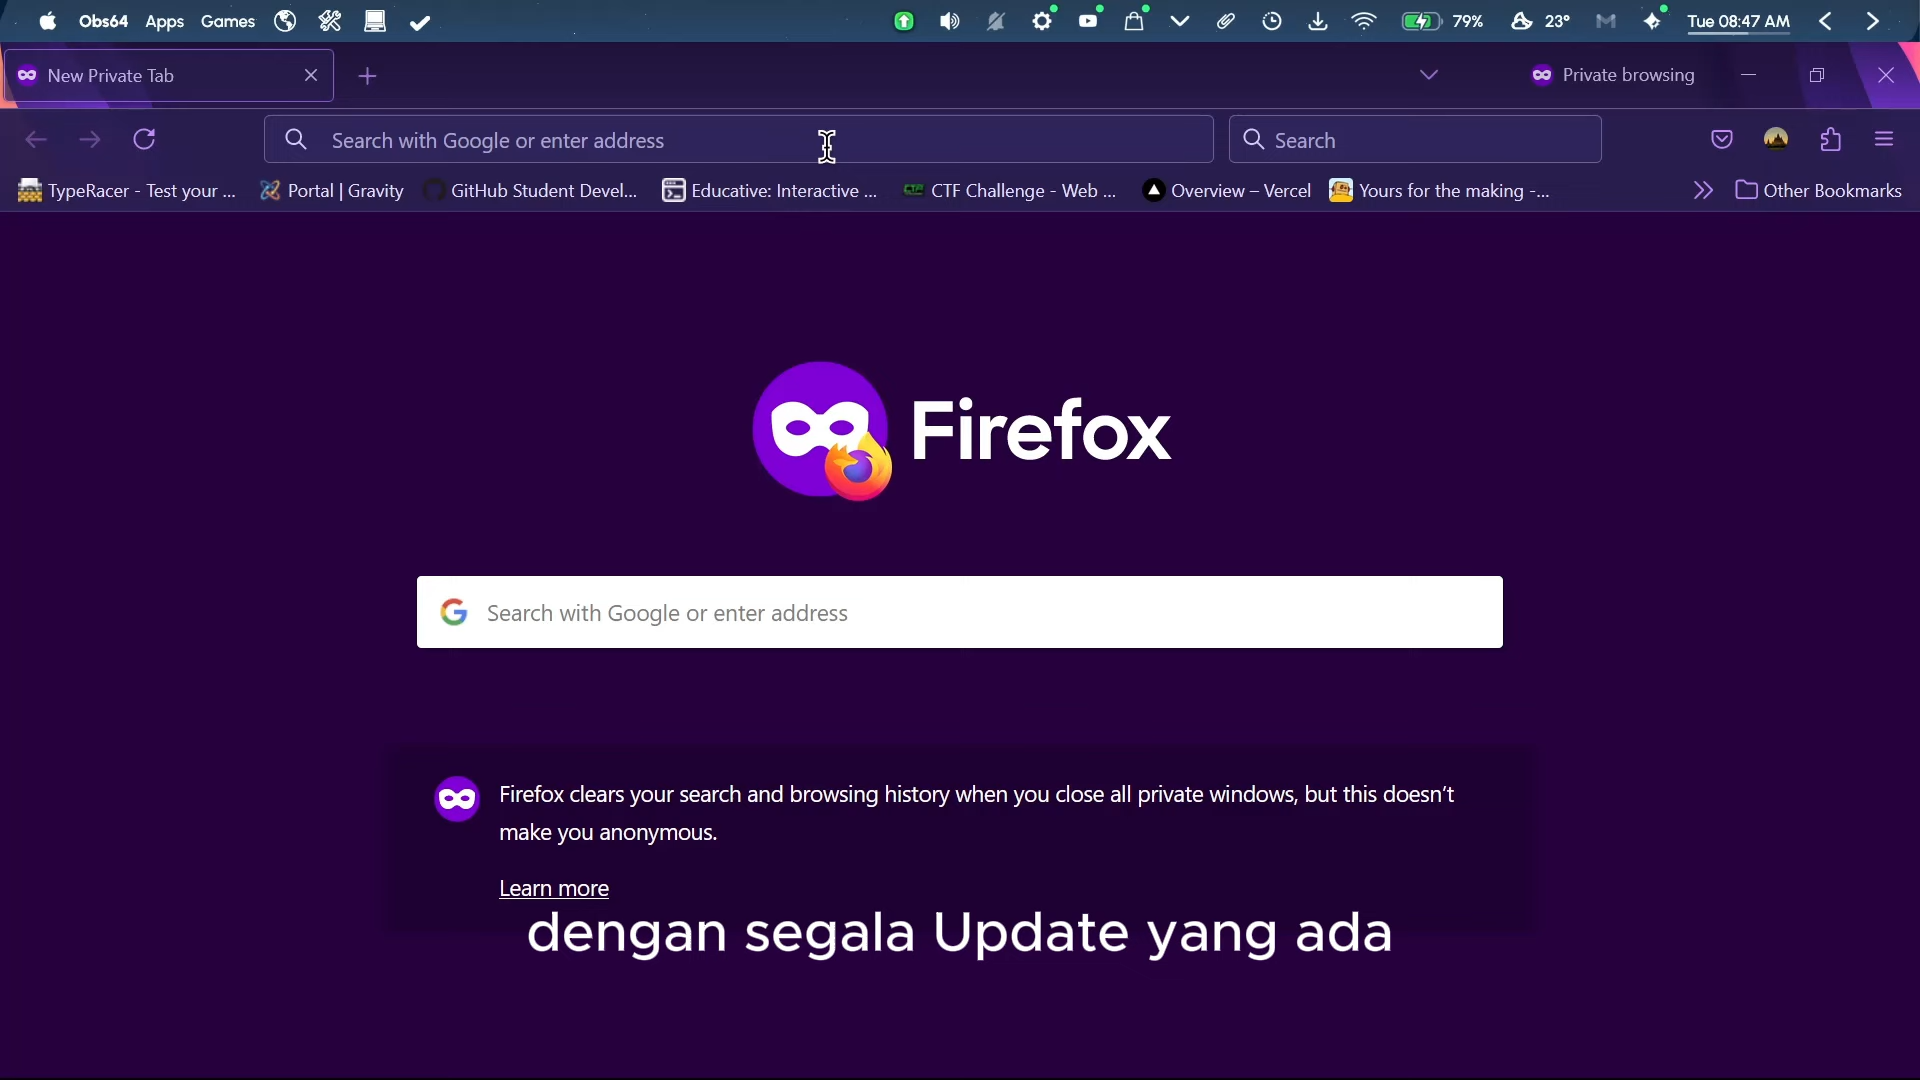 Obs64 Apps Games 79% 23° Tue 08:47 AM
New Private Tab Private browsing
Search with Google or enter address Search
TypeRacer - Test your ... Portal | Gravity GitHub Student Devel... Educative: Interactive ... CTF Challenge - Web ... Overview – Vercel Yours for the making -... Other Bookmarks
Firefox
Search with Google or enter address
Firefox clears your search and browsing history when you close all private windows, but this doesn’t
make you anonymous.
Learn more
dengan segala Update yang ada